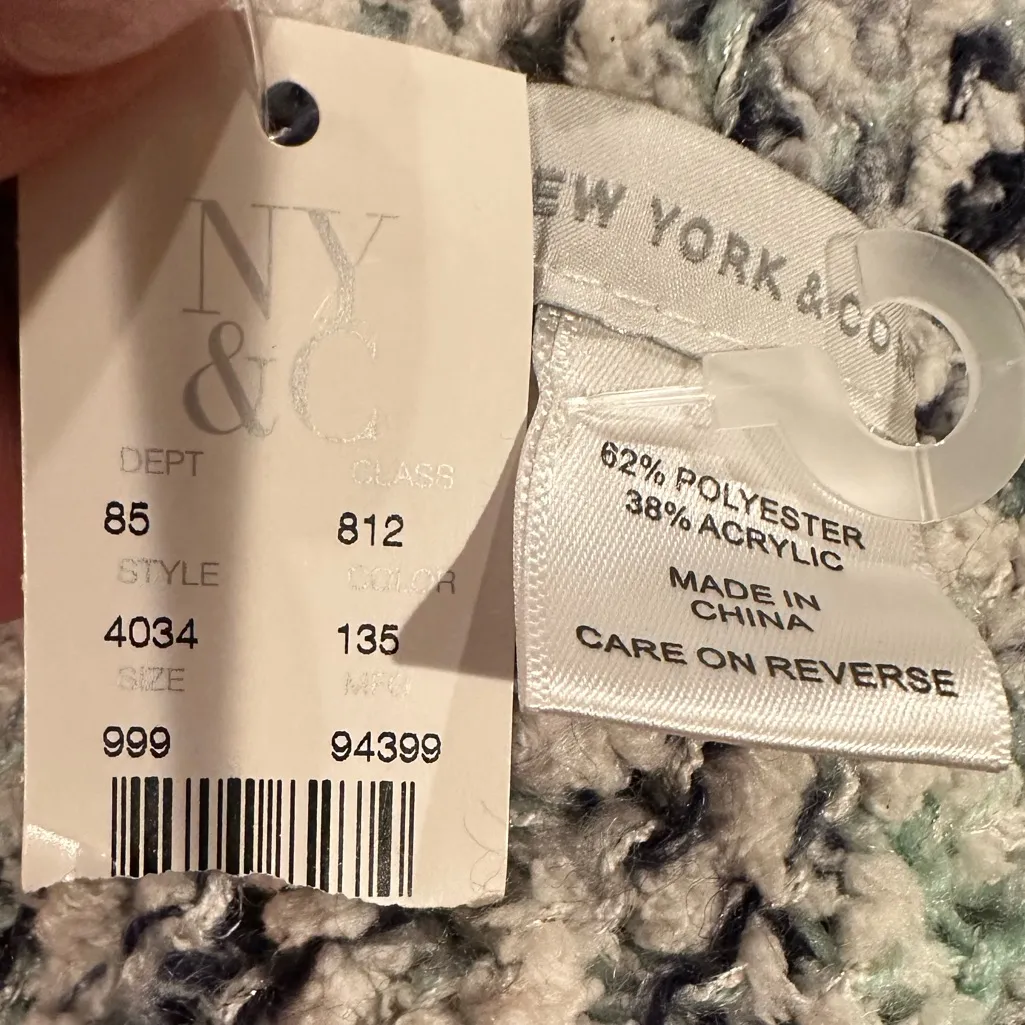 NY
&C
DEPT CLASS
85 812
STYLE COLOR
4034 135
SIZE MFG
999 94399
EW YORK & CO
62% POLYESTER
38% ACRYLIC
MADE IN
CHINA
CARE ON REVERSE